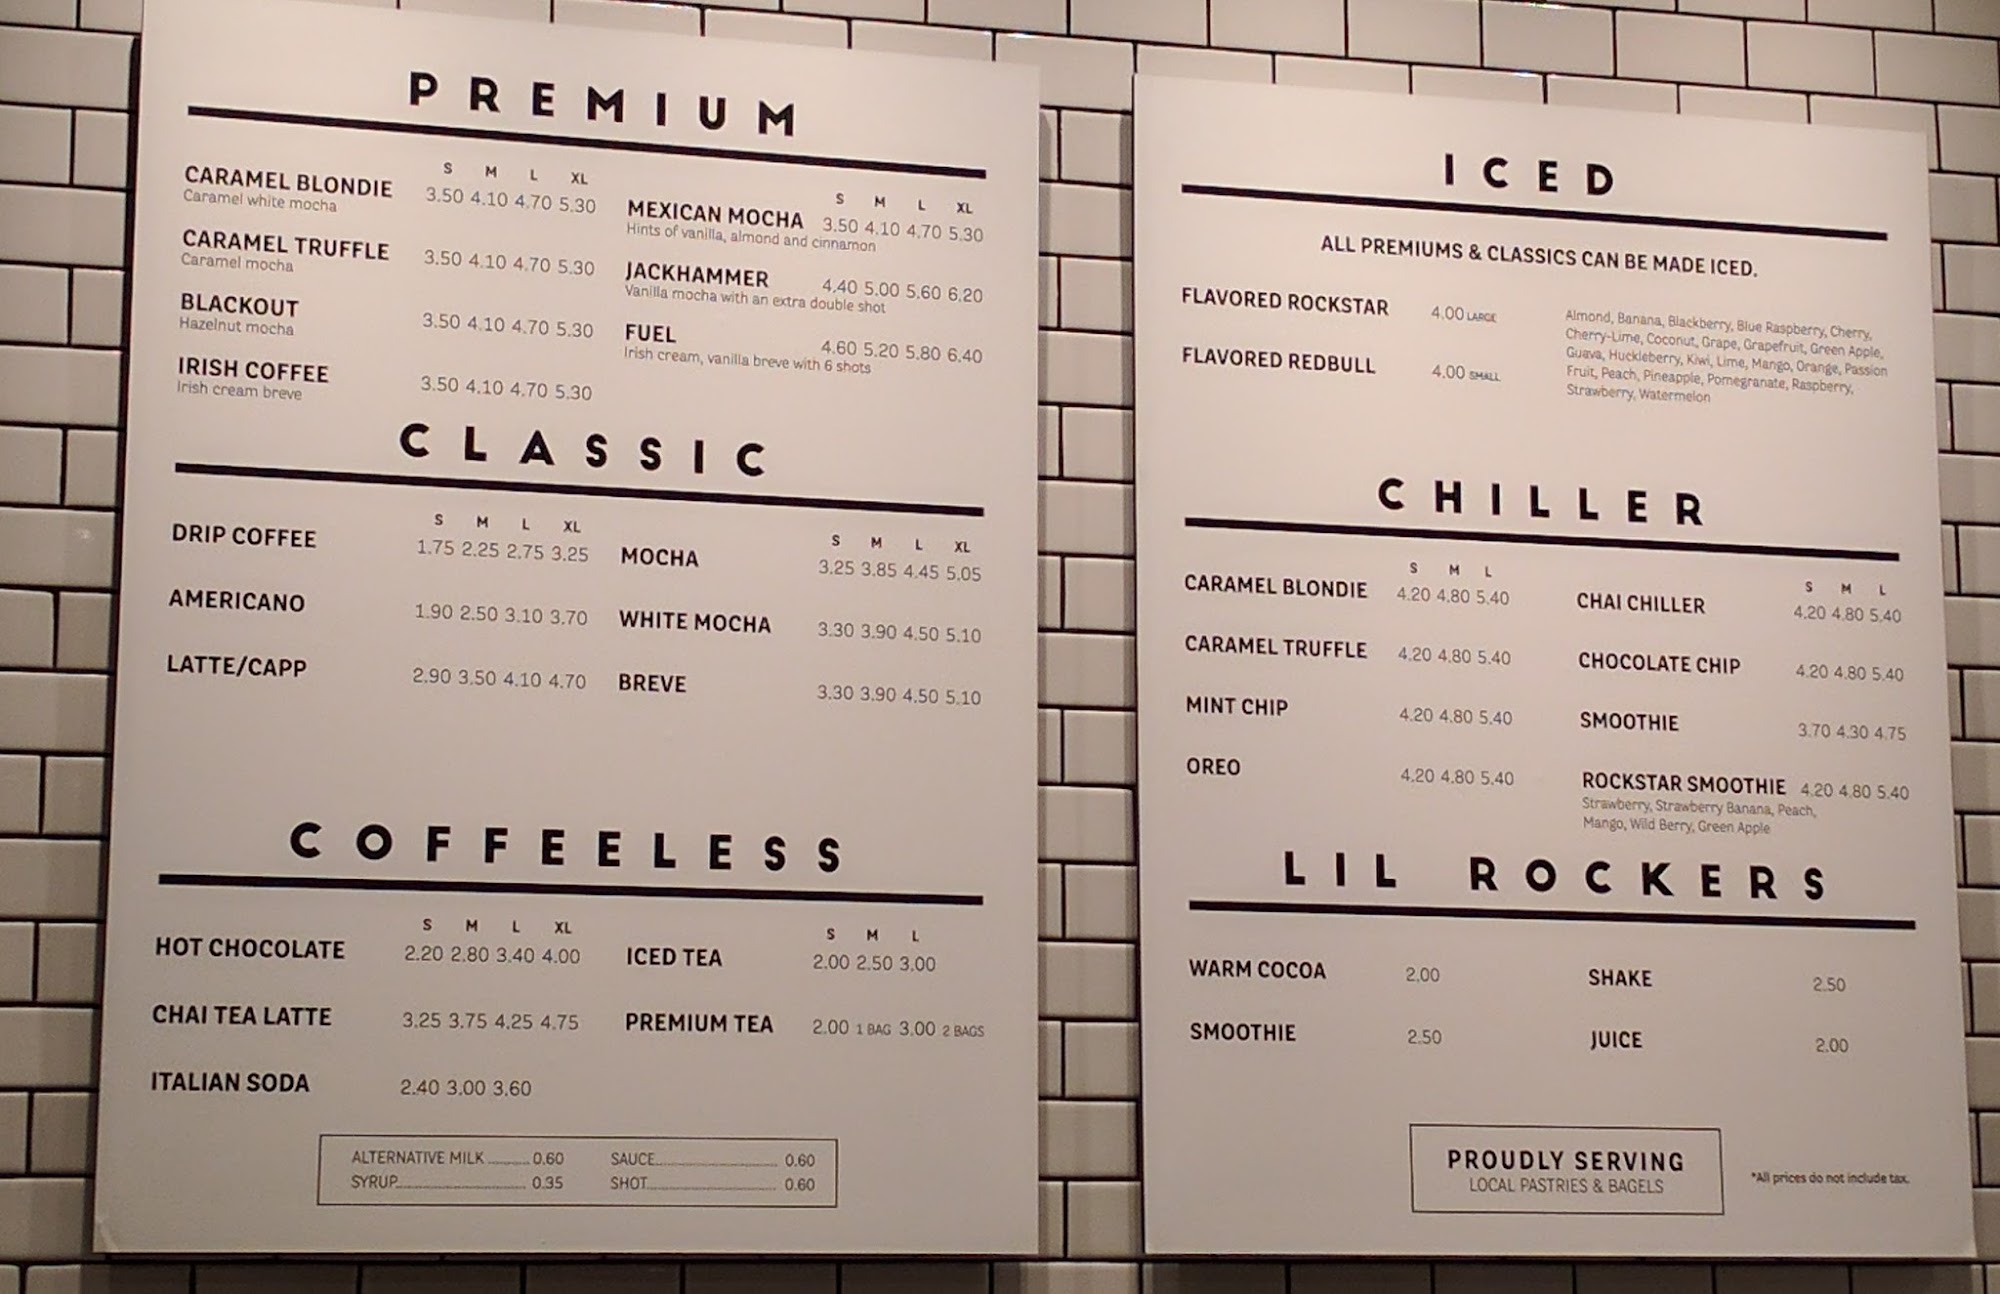 PREMIUM
S M L XL
CARAMEL BLONDIE 3.50 4.10 4.70 5.30
Caramel white mocha
CARAMEL TRUFFLE 3.50 4.10 4.70 5.30
Caramel mocha
BLACKOUT 3.50 4.10 4.70 5.30
Hazelnut mocha
IRISH COFFEE 3.50 4.10 4.70 5.30
Irish cream breve
S M L XL
MEXICAN MOCHA 3.50 4.10 4.70 5.30
Hints of vanilla, almond and cinnamon
JACKHAMMER 4.40 5.00 5.60 6.20
Vanilla mocha with an extra double shot
FUEL 4.60 5.20 5.80 6.40
Irish cream, vanilla breve with 6 shots
CLASSIC
S M L XL
DRIP COFFEE 1.75 2.25 2.75 3.25
AMERICANO 1.90 2.50 3.10 3.70
LATTE/CAPP 2.90 3.50 4.10 4.70
S M L XL
MOCHA 3.25 3.85 4.45 5.05
WHITE MOCHA 3.30 3.90 4.50 5.10
BREVE 3.30 3.90 4.50 5.10
COFFEELESS
S M L XL
HOT CHOCOLATE 2.20 2.80 3.40 4.00
CHAI TEA LATTE 3.25 3.75 4.25 4.75
ITALIAN SODA 2.40 3.00 3.60
S M L
ICED TEA 2.00 2.50 3.00
PREMIUM TEA 2.00 1 BAG 3.00 2 BAGS
ALTERNATIVE MILK 0.60
SYRUP 0.35
SAUCE 0.60
SHOT 0.60
ICED
ALL PREMIUMS & CLASSICS CAN BE MADE ICED.
FLAVORED ROCKSTAR 4.00 LARGE
FLAVORED REDBULL 4.00 SMALL
Almond, Banana, Blackberry, Blue Raspberry, Cherry,
Cherry-Lime, Coconut, Grape, Grapefruit, Green Apple,
Guava, Huckleberry, Kiwi, Lime, Mango, Orange, Passion
Fruit, Peach, Pineapple, Pomegranate, Raspberry,
Strawberry, Watermelon
CHILLER
S M L
CARAMEL BLONDIE 4.20 4.80 5.40
CARAMEL TRUFFLE 4.20 4.80 5.40
MINT CHIP 4.20 4.80 5.40
OREO 4.20 4.80 5.40
S M L
CHAI CHILLER 4.20 4.80 5.40
CHOCOLATE CHIP 4.20 4.80 5.40
SMOOTHIE 3.70 4.30 4.75
ROCKSTAR SMOOTHIE 4.20 4.80 5.40
Strawberry, Strawberry Banana, Peach,
Mango, Wild Berry, Green Apple
LIL ROCKERS
WARM COCOA 2.00
SMOOTHIE 2.50
SHAKE 2.50
JUICE 2.00
PROUDLY SERVING
LOCAL PASTRIES & BAGELS
*All prices do not include tax.